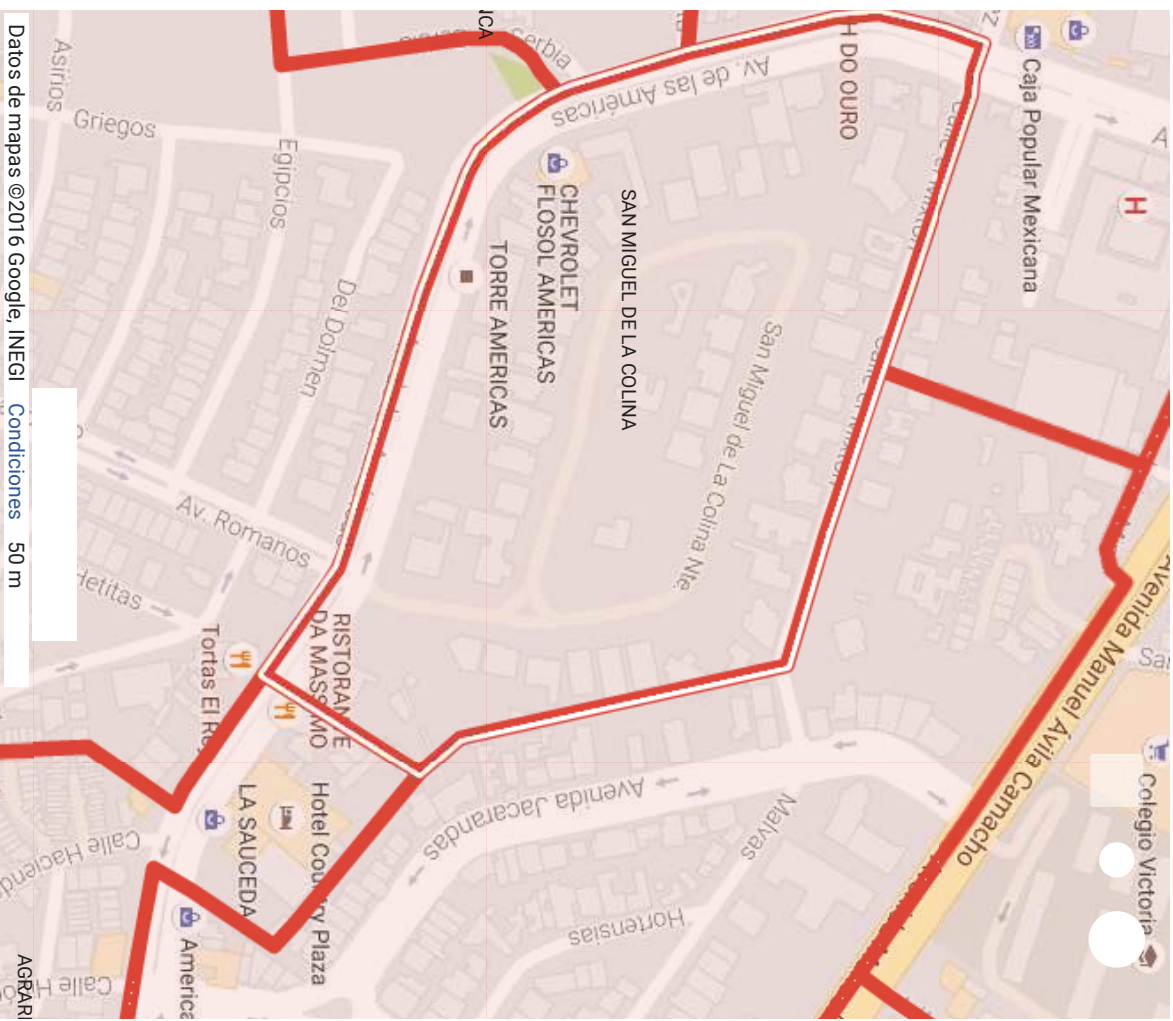 Asirios
Griegos
Egipcios
Del Dolmen
Av. Romanos
Hetitas
Serbia
Av. de las Américas
H DO OURO
Caja Popular Mexicana
CHEVROLET
FLOSOL AMERICAS
TORRE AMERICAS
SAN MIGUEL DE LA COLINA
San Miguel de La Colina Nte.
H
RISTORANTE
DA MASSIMO
Tortas El
Hotel Country Plaza
LA SAUCEDA
Avenida Jacarandas
Malvas
Hortensias
Avenida Manuel Ávila Camacho
Colegio Victoria
Calle Hacienda
Calle H
America
AGRARI
Datos de mapas ©2016 Google, INEGI Condiciones 50 m